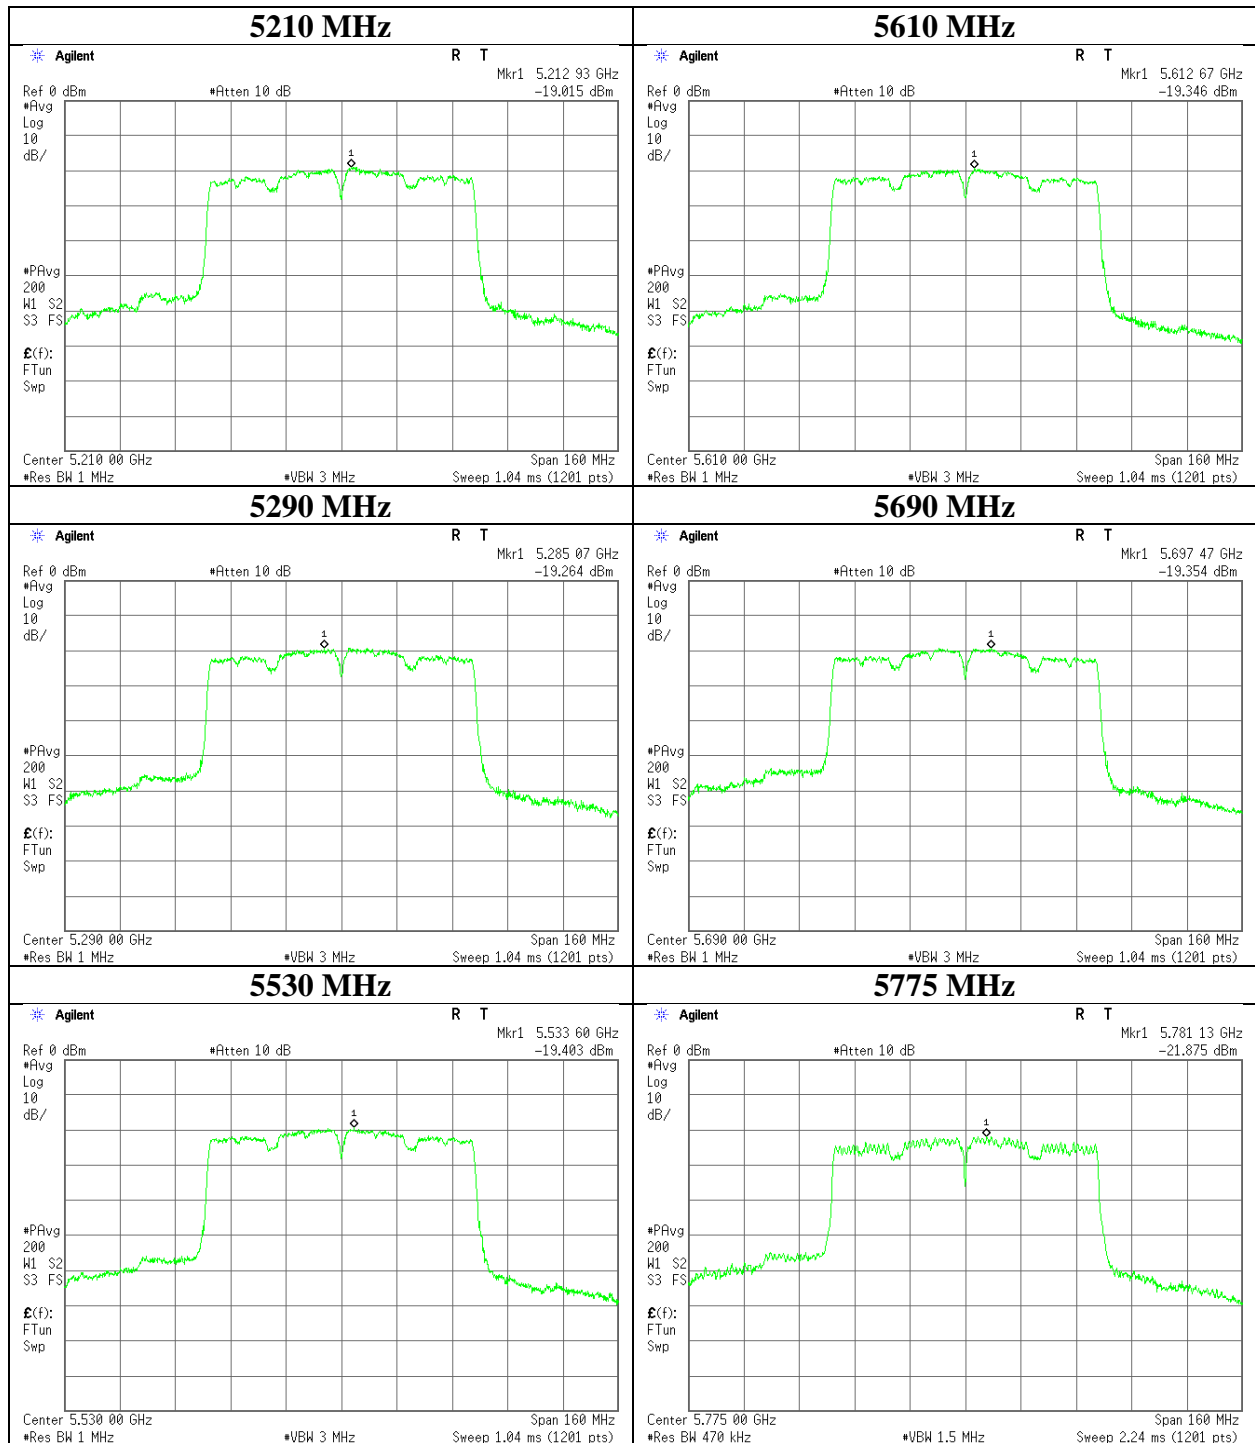 5210 MHz
Agilent R T
Mkr1 5.212 93 GHz
Ref 0 dBm #Atten 10 dB -19.015 dBm
#Avg
Log
10
dB/
1
#PAvg
200
W1 S2
S3 FS
£(f):
FTun
Swp
Center 5.210 00 GHz Span 160 MHz
#Res BW 1 MHz #VBW 3 MHz Sweep 1.04 ms (1201 pts)
5610 MHz
Agilent R T
Mkr1 5.612 67 GHz
Ref 0 dBm #Atten 10 dB -19.346 dBm
#Avg
Log
10
dB/
1
#PAvg
200
W1 S2
S3 FS
£(f):
FTun
Swp
Center 5.610 00 GHz Span 160 MHz
#Res BW 1 MHz #VBW 3 MHz Sweep 1.04 ms (1201 pts)
5290 MHz
Agilent R T
Mkr1 5.285 07 GHz
Ref 0 dBm #Atten 10 dB -19.264 dBm
#Avg
Log
10
dB/
1
#PAvg
200
W1 S2
S3 FS
£(f):
FTun
Swp
Center 5.290 00 GHz Span 160 MHz
#Res BW 1 MHz #VBW 3 MHz Sweep 1.04 ms (1201 pts)
5690 MHz
Agilent R T
Mkr1 5.697 47 GHz
Ref 0 dBm #Atten 10 dB -19.354 dBm
#Avg
Log
10
dB/
1
#PAvg
200
W1 S2
S3 FS
£(f):
FTun
Swp
Center 5.690 00 GHz Span 160 MHz
#Res BW 1 MHz #VBW 3 MHz Sweep 1.04 ms (1201 pts)
5530 MHz
Agilent R T
Mkr1 5.533 60 GHz
Ref 0 dBm #Atten 10 dB -19.403 dBm
#Avg
Log
10
dB/
1
#PAvg
200
W1 S2
S3 FS
£(f):
FTun
Swp
Center 5.530 00 GHz Span 160 MHz
#Res BW 1 MHz #VBW 3 MHz Sweep 1.04 ms (1201 pts)
5775 MHz
Agilent R T
Mkr1 5.781 13 GHz
Ref 0 dBm #Atten 10 dB -21.875 dBm
#Avg
Log
10
dB/
1
#PAvg
200
W1 S2
S3 FS
£(f):
FTun
Swp
Center 5.775 00 GHz Span 160 MHz
#Res BW 470 kHz #VBW 1.5 MHz Sweep 2.24 ms (1201 pts)